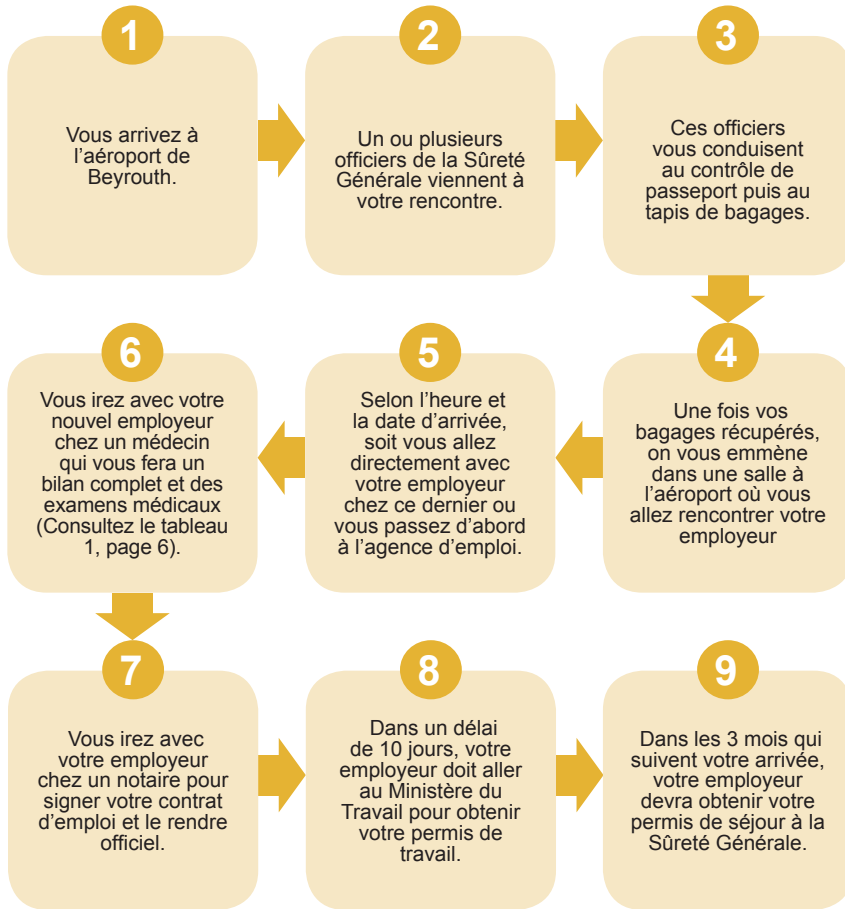 1
Vous arrivez à
l’aéroport de
Beyrouth.
2
Un ou plusieurs
officiers de la Sûreté
Générale viennent à
votre rencontre.
3
Ces officiers
vous conduisent
au contrôle de
passeport puis au
tapis de bagages.
4
Une fois vos
bagages récupérés,
on vous emmène
dans une salle à
l’aéroport où vous
allez rencontrer votre
employeur
5
Selon l’heure et
la date d’arrivée,
soit vous allez
directement avec
votre employeur
chez ce dernier ou
vous passez d’abord
à l’agence d’emploi.
6
Vous irez avec votre
nouvel employeur
chez un médecin
qui vous fera un
bilan complet et des
examens médicaux
(Consultez le tableau
1, page 6).
7
Vous irez avec
votre employeur
chez un notaire pour
signer votre contrat
d’emploi et le rendre
officiel.
8
Dans un délai
de 10 jours, votre
employeur doit aller
au Ministère du
Travail pour obtenir
votre permis de
travail.
9
Dans les 3 mois qui
suivent votre arrivée,
votre employeur
devra obtenir votre
permis de séjour à la
Sûreté Générale.